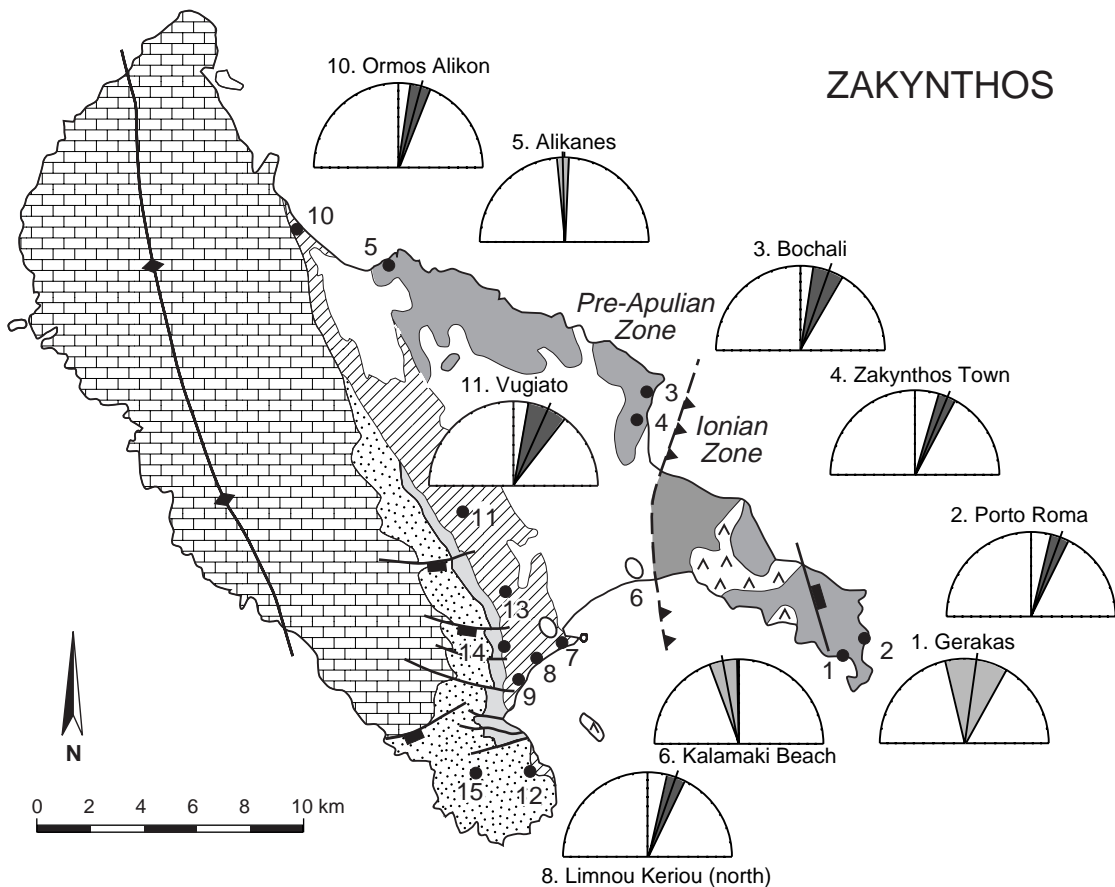 ZAKYNTHOS
10. Ormos Alikon
5. Alikanes
3. Bochali
10
5
Pre-Apulian
Zone
11. Vugiato
4. Zakynthos Town
3
4
Ionian
Zone
2. Porto Roma
11
6
13
14
7
8
9
1
2
1. Gerakas
N
6. Kalamaki Beach
15
12
0 2 4 6 8 10 km
8. Limnou Keriou (north)